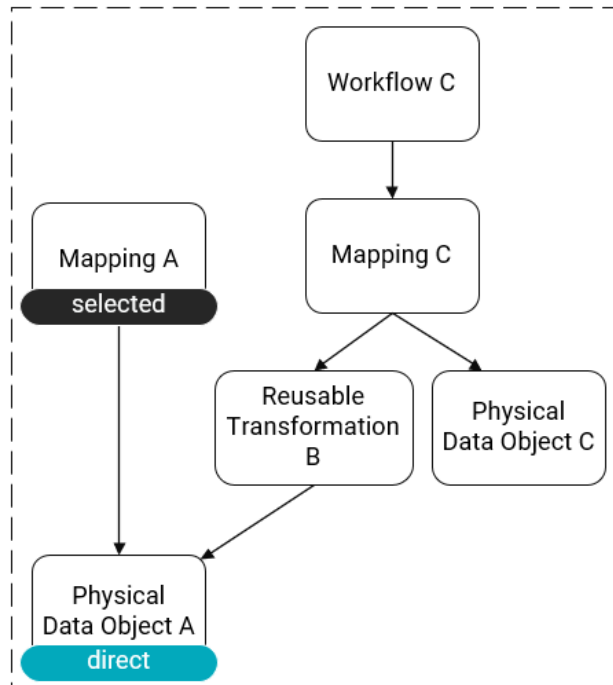 Workflow C
Mapping A
selected
Mapping C
Reusable
Transformation
B
Physical
Data Object C
Physical
Data Object A
direct